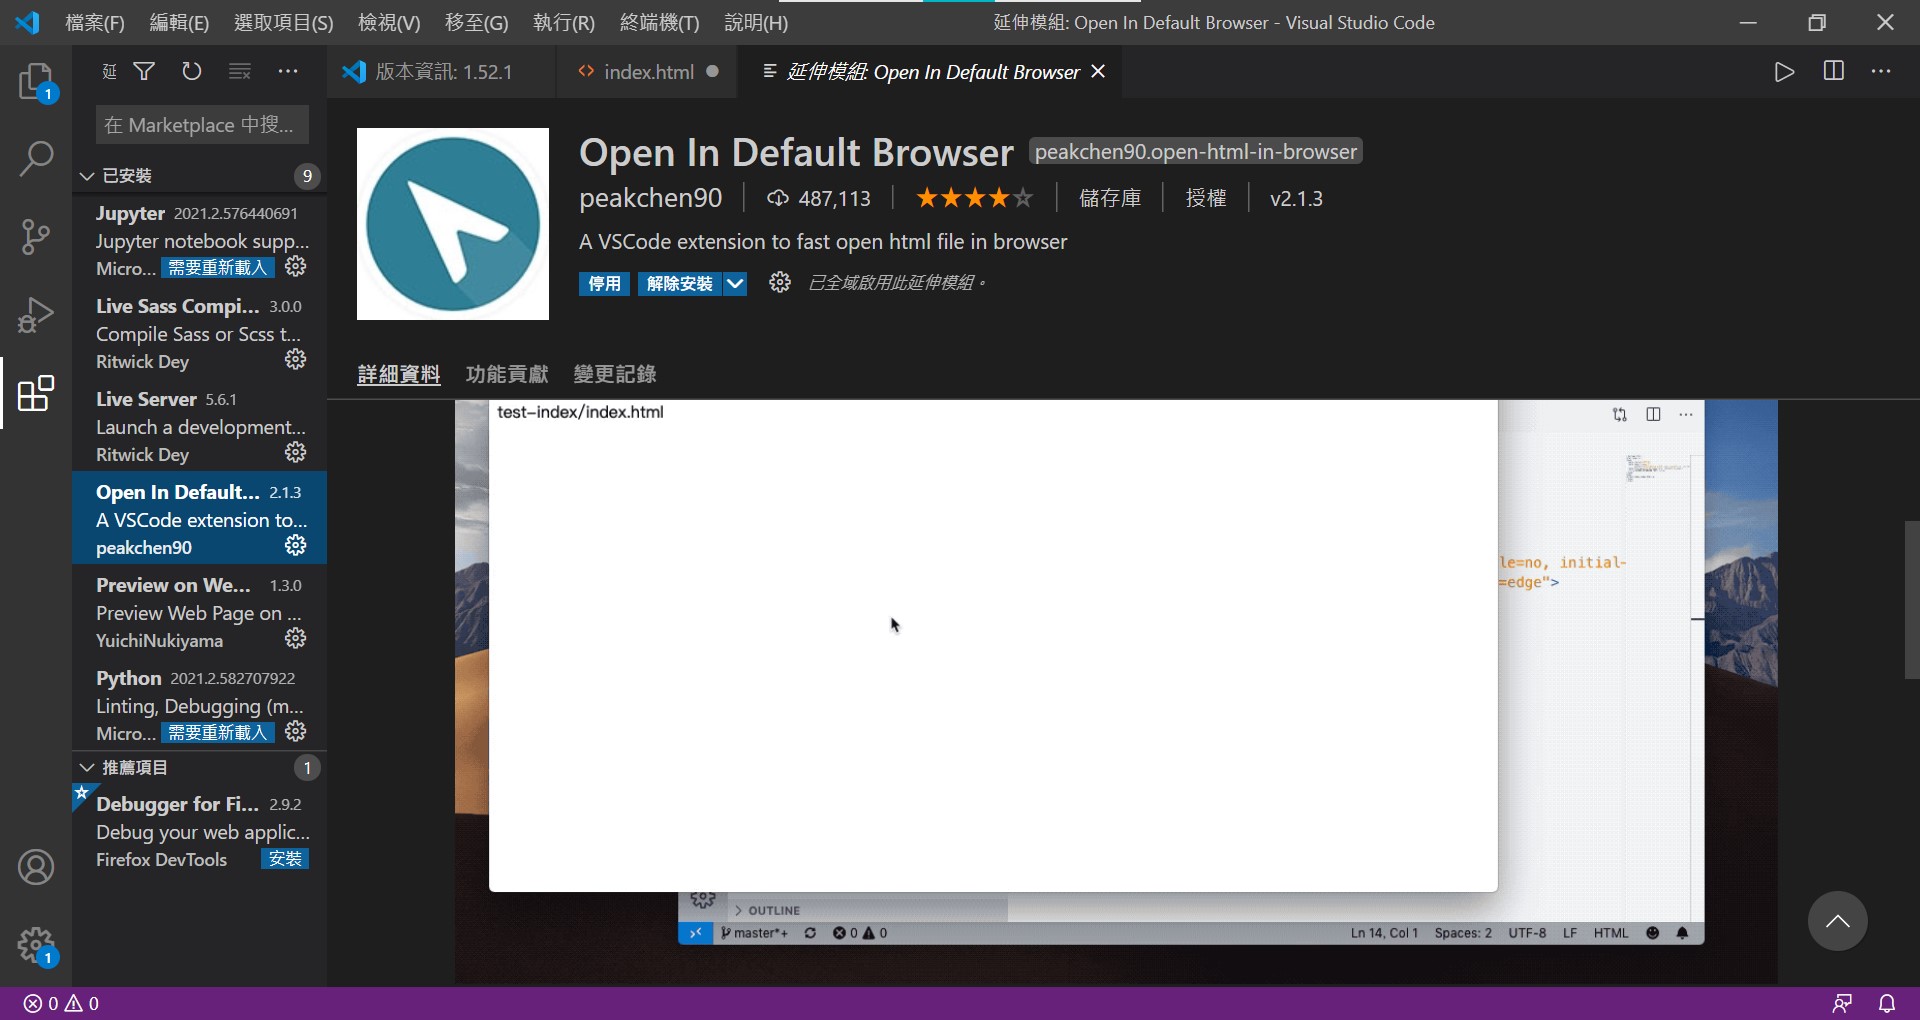 檔案(F) 編輯(E) 選取項目(S) 檢視(V) 移至(G) 執行(R) 終端機(T) 說明(H) 延伸模組: Open In Default Browser - Visual Studio Code
延
版本資訊: 1.52.1
index.html
延伸模組: Open In Default Browser
1
在 Marketplace 中搜...
已安裝 9
Jupyter 2021.2.576440691
Jupyter notebook supp...
Micro... 需要重新載入
Live Sass Compi... 3.0.0
Compile Sass or Scss t...
Ritwick Dey
Live Server 5.6.1
Launch a development...
Ritwick Dey
Open In Default... 2.1.3
A VSCode extension to...
peakchen90
Preview on We... 1.3.0
Preview Web Page on ...
YuichiNukiyama
Python 2021.2.582707922
Linting, Debugging (m...
Micro... 需要重新載入
推薦項目 1
Debugger for Fi... 2.9.2
Debug your web applic...
Firefox DevTools 安裝
1
Open In Default Browser peakchen90.open-html-in-browser
peakchen90 487,113 儲存庫 授權 v2.1.3
A VSCode extension to fast open html file in browser
停用 解除安裝 已全域啟用此延伸模組。
詳細資料 功能貢獻 變更記錄
test-index/index.html
le=no, initial-
=edge">
OUTLINE
master*+ 0 0 Ln 14, Col 1 Spaces: 2 UTF-8 LF HTML
0 0